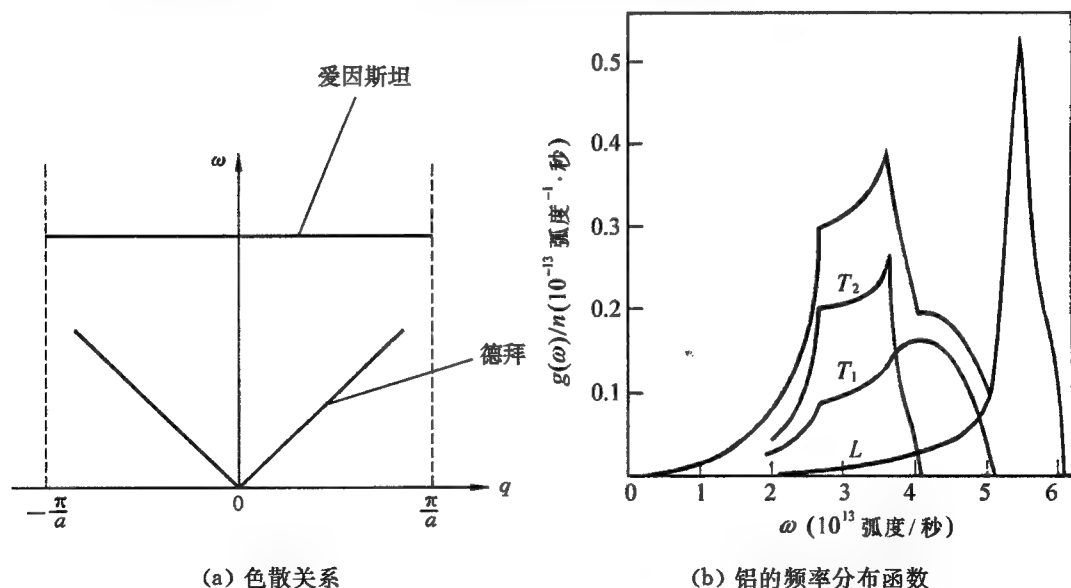 爱因斯坦
ω
德拜
−π/a
0
π/a
q
(a) 色散关系
g(ω)/n(10⁻¹³ 弧度⁻¹·秒)
0.5
0.4
0.3
0.2
0.1
T₂
T₁
L
0 1 2 3 4 5 6
ω (10¹³ 弧度/秒)
(b) 铝的频率分布函数